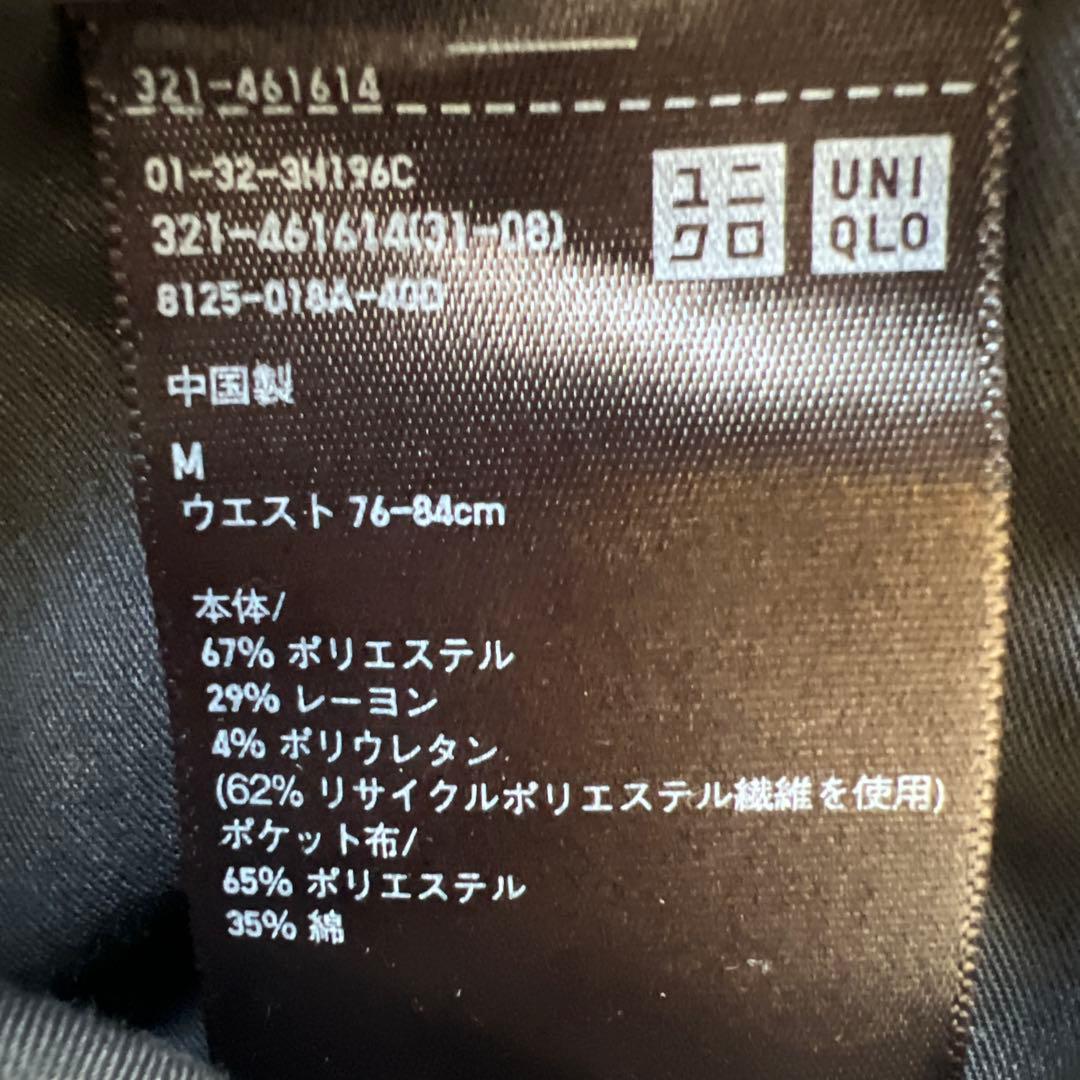 321-461614
01-32-3H196C
321-461614(31-08)
8125-018A-40D
ユニ
クロ
UNI
QLO
中国製
M
ウエスト 76-84cm
本体/
67% ポリエステル
29% レーヨン
4% ポリウレタン
(62% リサイクルポリエステル繊維を使用)
ポケット布/
65% ポリエステル
35% 綿